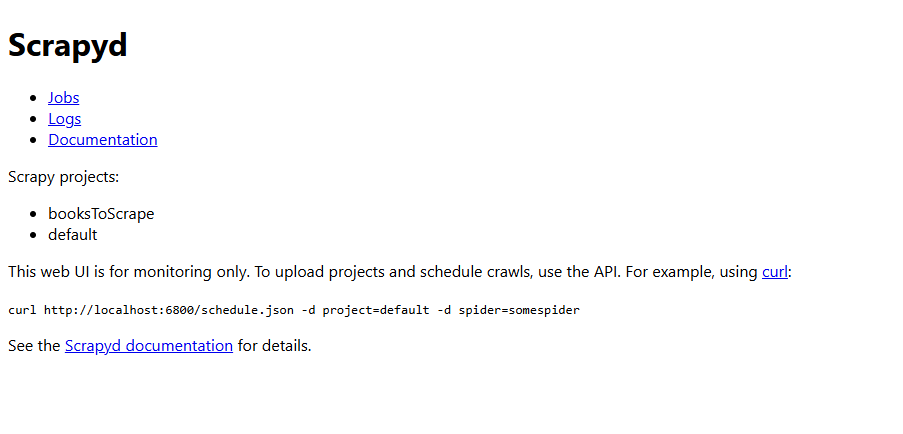 Scrapyd
Jobs
Logs
Documentation
Scrapy projects:
booksToScrape
default
This web UI is for monitoring only. To upload projects and schedule crawls, use the API. For example, using curl:
curl http://localhost:6800/schedule.json -d project=default -d spider=somespider
See the Scrapyd documentation for details.